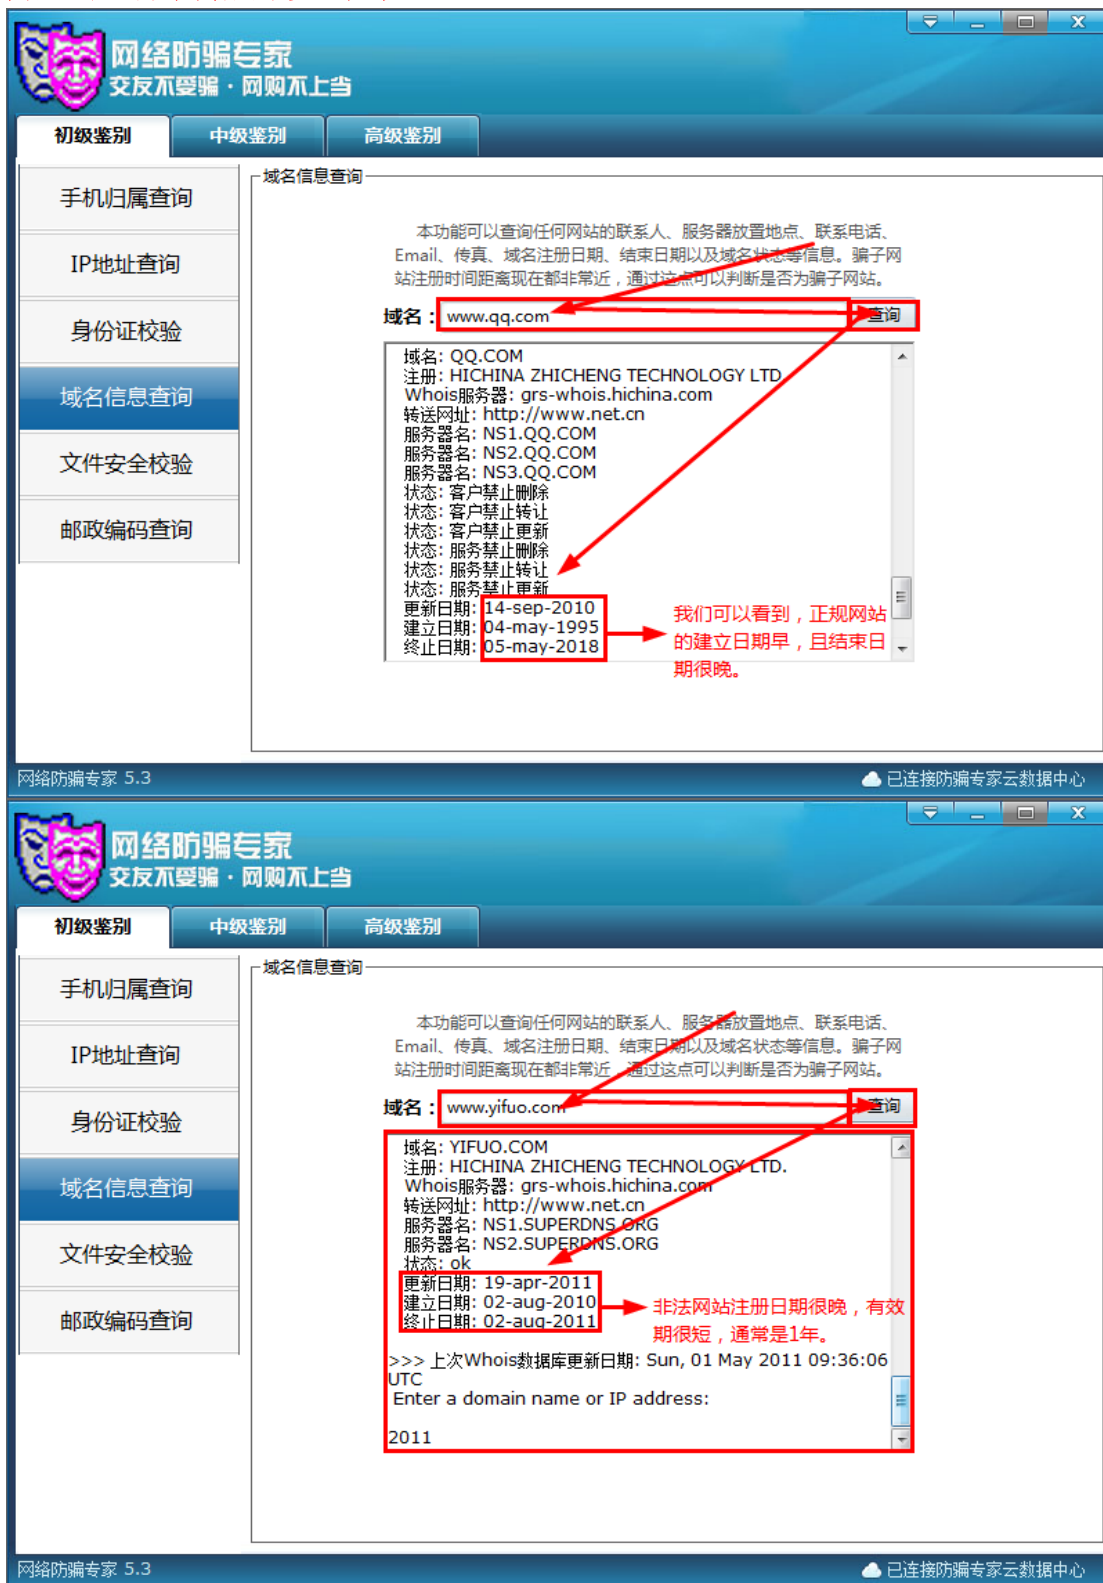 网络防骗专家
交友不受骗·网购不上当
初级鉴别 中级鉴别 高级鉴别
手机归属查询
IP地址查询
身份证校验
域名信息查询
文件安全校验
邮政编码查询
域名信息查询
本功能可以查询任何网站的联系人、服务器放置地点、联系电话、
Email、传真、域名注册日期、结束日期以及域名状态等信息。骗子网
站注册时间距离现在都非常近，通过这点可以判断是否为骗子网站。
域名： www.qq.com 查询
域名: QQ.COM
注册: HICHINA ZHICHENG TECHNOLOGY LTD
Whois服务器: grs-whois.hichina.com
转送网址: http://www.net.cn
服务器名: NS1.QQ.COM
服务器名: NS2.QQ.COM
服务器名: NS3.QQ.COM
状态: 客户禁止删除
状态: 客户禁止转让
状态: 客户禁止更新
状态: 服务禁止删除
状态: 服务禁止转让
状态: 服务禁止更新
更新日期: 14-sep-2010
建立日期: 04-may-1995
终止日期: 05-may-2018
我们可以看到，正规网站
的建立日期早，且结束日
期很晚。
网络防骗专家 5.3
已连接防骗专家云数据中心
网络防骗专家
交友不受骗·网购不上当
初级鉴别 中级鉴别 高级鉴别
手机归属查询
IP地址查询
身份证校验
域名信息查询
文件安全校验
邮政编码查询
域名信息查询
本功能可以查询任何网站的联系人、服务器放置地点、联系电话、
Email、传真、域名注册日期、结束日期以及域名状态等信息。骗子网
站注册时间距离现在都非常近，通过这点可以判断是否为骗子网站。
域名： www.yifuo.com 查询
域名: YIFUO.COM
注册: HICHINA ZHICHENG TECHNOLOGY LTD.
Whois服务器: grs-whois.hichina.com
转送网址: http://www.net.cn
服务器名: NS1.SUPERDNS.ORG
服务器名: NS2.SUPERDNS.ORG
状态: ok
更新日期: 19-apr-2011
建立日期: 02-aug-2010
终止日期: 02-aug-2011
非法网站注册日期很晚，有效
期很短，通常是1年。
>>> 上次Whois数据库更新日期: Sun, 01 May 2011 09:36:06
UTC
Enter a domain name or IP address:
2011
网络防骗专家 5.3
已连接防骗专家云数据中心